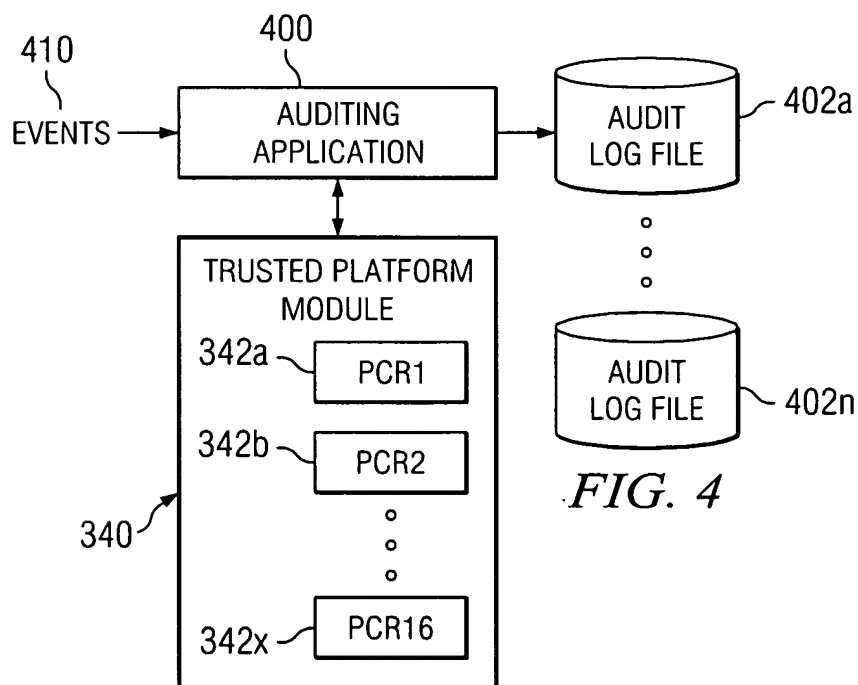 410
EVENTS
400
AUDITING
APPLICATION
AUDIT
LOG FILE
402a
TRUSTED PLATFORM
MODULE
342a
PCR1
342b
PCR2
340
342x
PCR16
AUDIT
LOG FILE
402n
FIG. 4